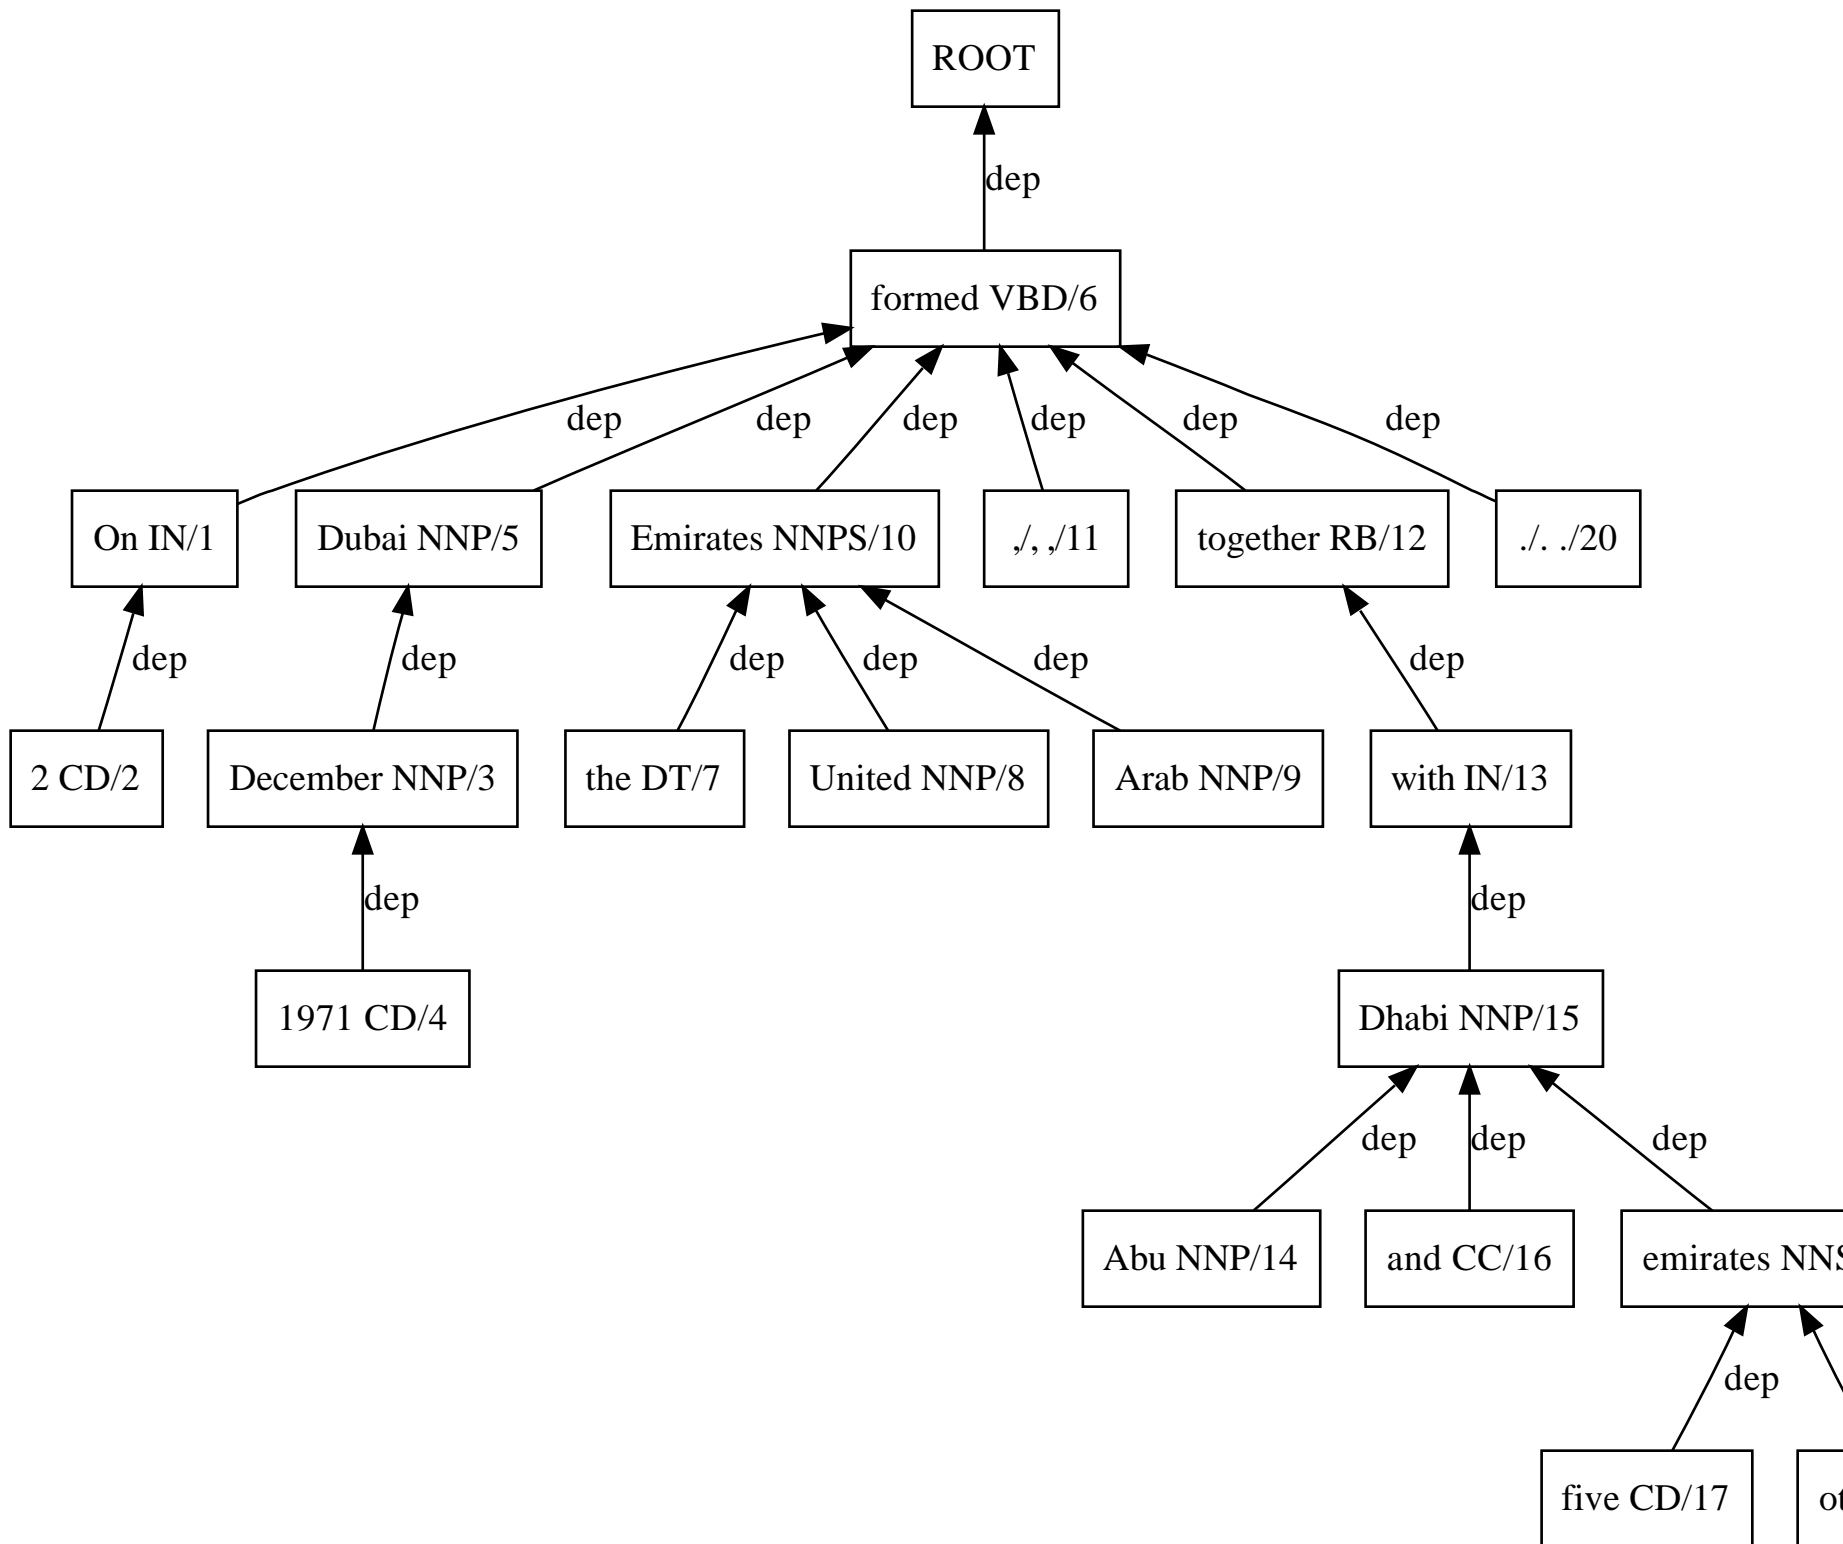 ROOT
dep
formed VBD/6
dep dep dep dep dep dep
On IN/1 Dubai NNP/5 Emirates NNPS/10 ,/, ,/11 together RB/12 ./. ./20
dep dep dep dep dep dep
2 CD/2 December NNP/3 the DT/7 United NNP/8 Arab NNP/9 with IN/13
dep dep
1971 CD/4 Dhabi NNP/15
dep dep dep
Abu NNP/14 and CC/16 emirates
dep
five CD/17